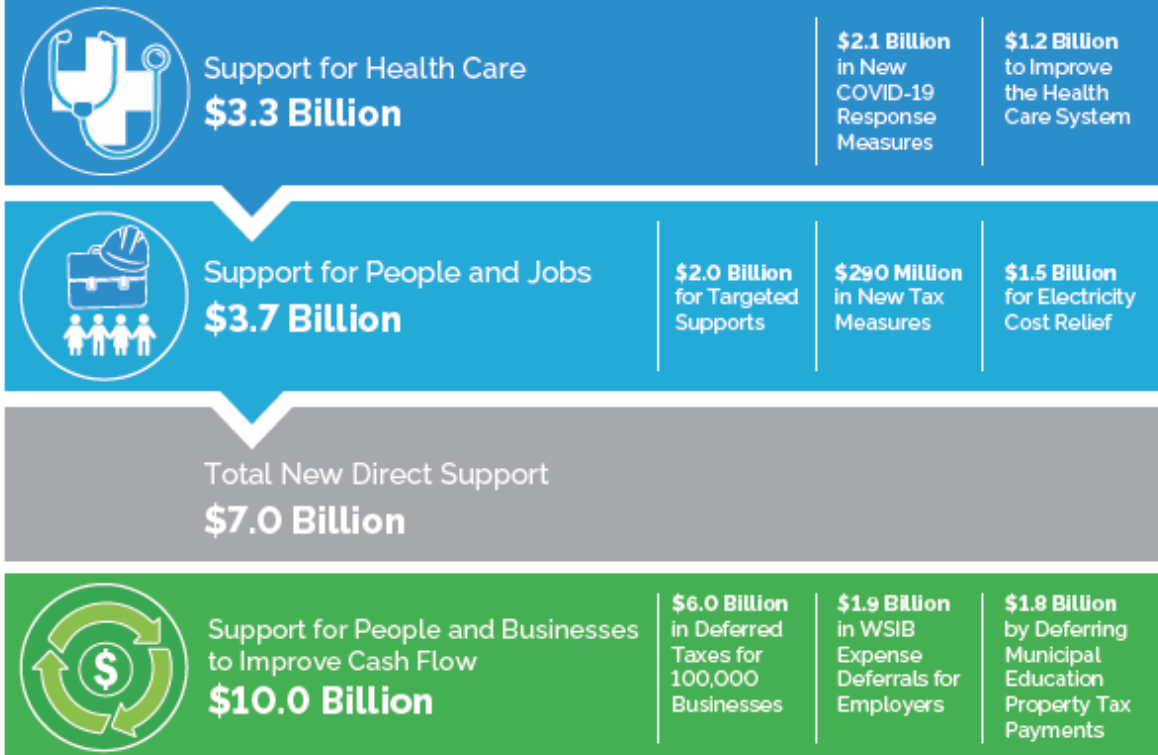 Support for Health Care
$3.3 Billion
$2.1 Billion
in New
COVID-19
Response
Measures
$1.2 Billion
to Improve
the Health
Care System
Support for People and Jobs
$3.7 Billion
$2.0 Billion
for Targeted
Supports
$290 Million
in New Tax
Measures
$1.5 Billion
for Electricity
Cost Relief
Total New Direct Support
$7.0 Billion
Support for People and Businesses
to Improve Cash Flow
$10.0 Billion
$6.0 Billion
in Deferred
Taxes for
100,000
Businesses
$1.9 Billion
in WSIB
Expense
Deferrals for
Employers
$1.8 Billion
by Deferring
Municipal
Education
Property Tax
Payments
$